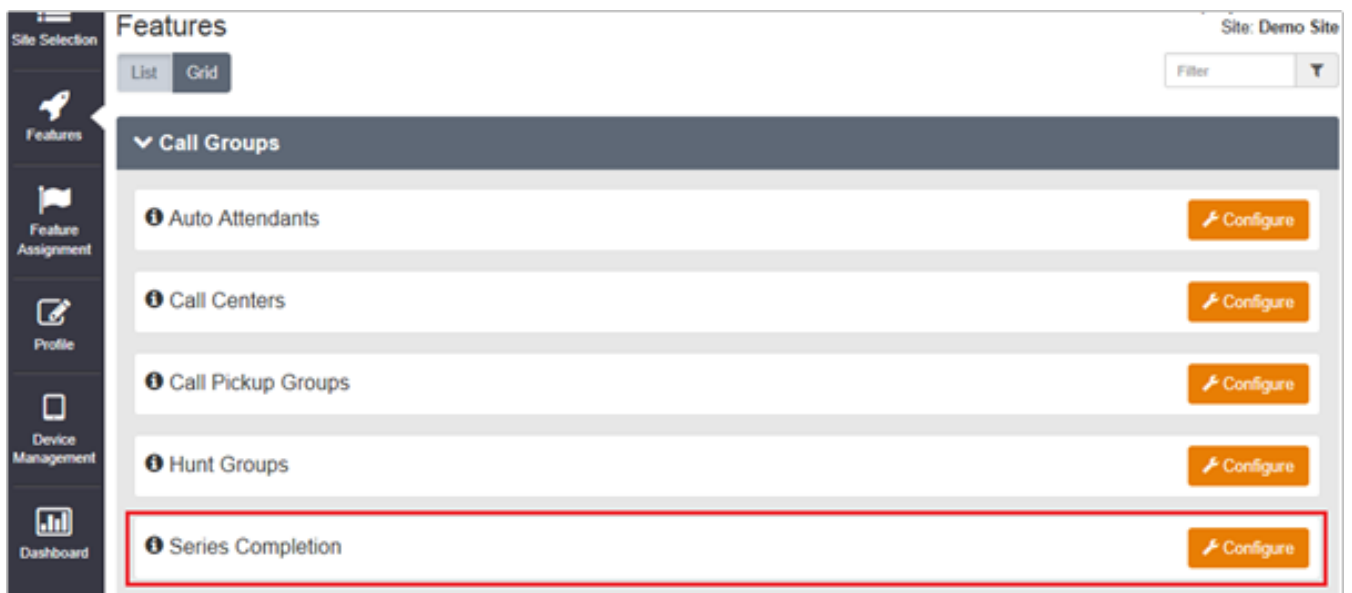 Site Selection
Features
Feature
Assignment
Profile
Device
Management
Dashboard
Features
Site: Demo Site
List Grid
Filter
Call Groups
Auto Attendants Configure
Call Centers Configure
Call Pickup Groups Configure
Hunt Groups Configure
Series Completion Configure